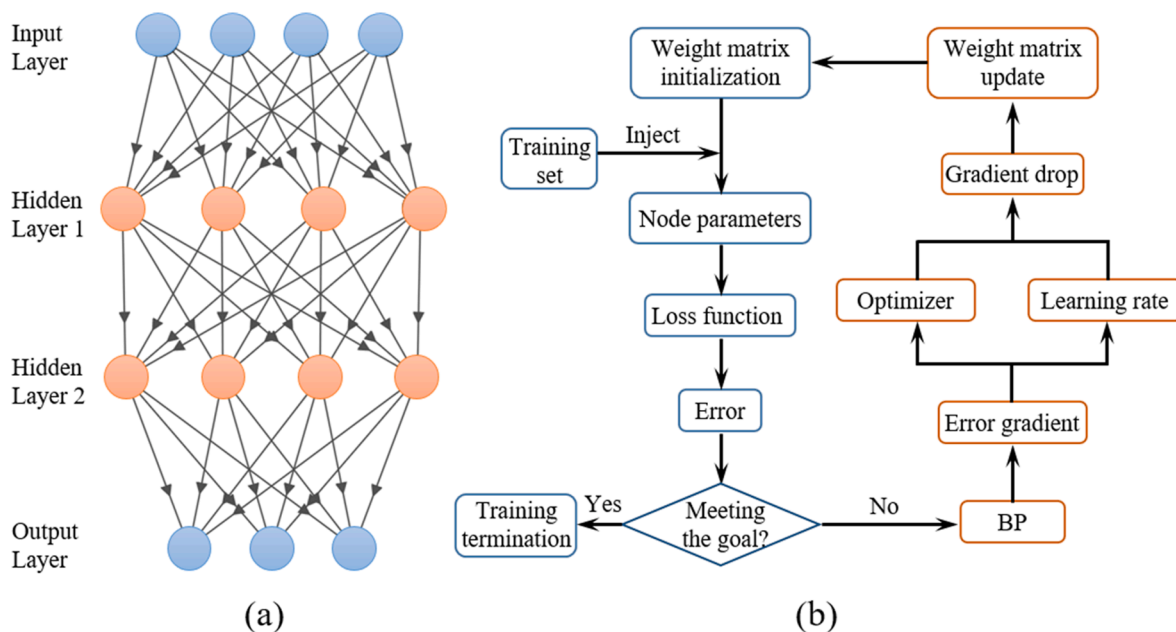 Input
Layer
Hidden
Layer 1
Hidden
Layer 2
Output
Layer
(a)
Weight matrix
initialization
Weight matrix
update
Training
set
Inject
Gradient drop
Node parameters
Optimizer
Learning rate
Loss function
Error
Error gradient
Training
termination
Yes
Meeting
the goal?
No
BP
(b)